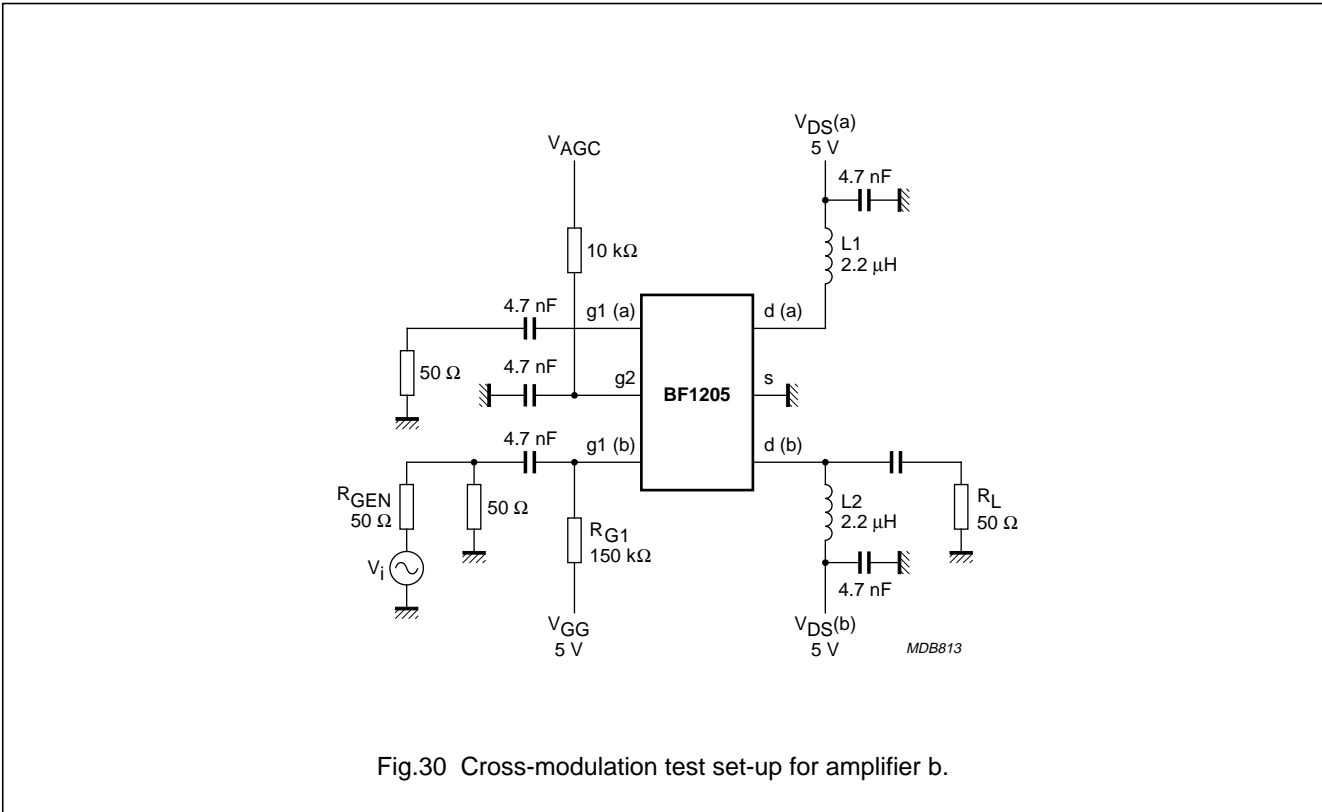 VAGC
VDS(a)
5 V
4.7 nF
10 kΩ
L1
2.2 μH
4.7 nF
g1 (a)
d (a)
50 Ω
4.7 nF
g2
BF1205
s
4.7 nF
g1 (b)
d (b)
RGEN
50 Ω
50 Ω
RG1
150 kΩ
L2
2.2 μH
RL
50 Ω
Vi
4.7 nF
VGG
5 V
VDS(b)
5 V
MDB813
Fig.30 Cross-modulation test set-up for amplifier b.